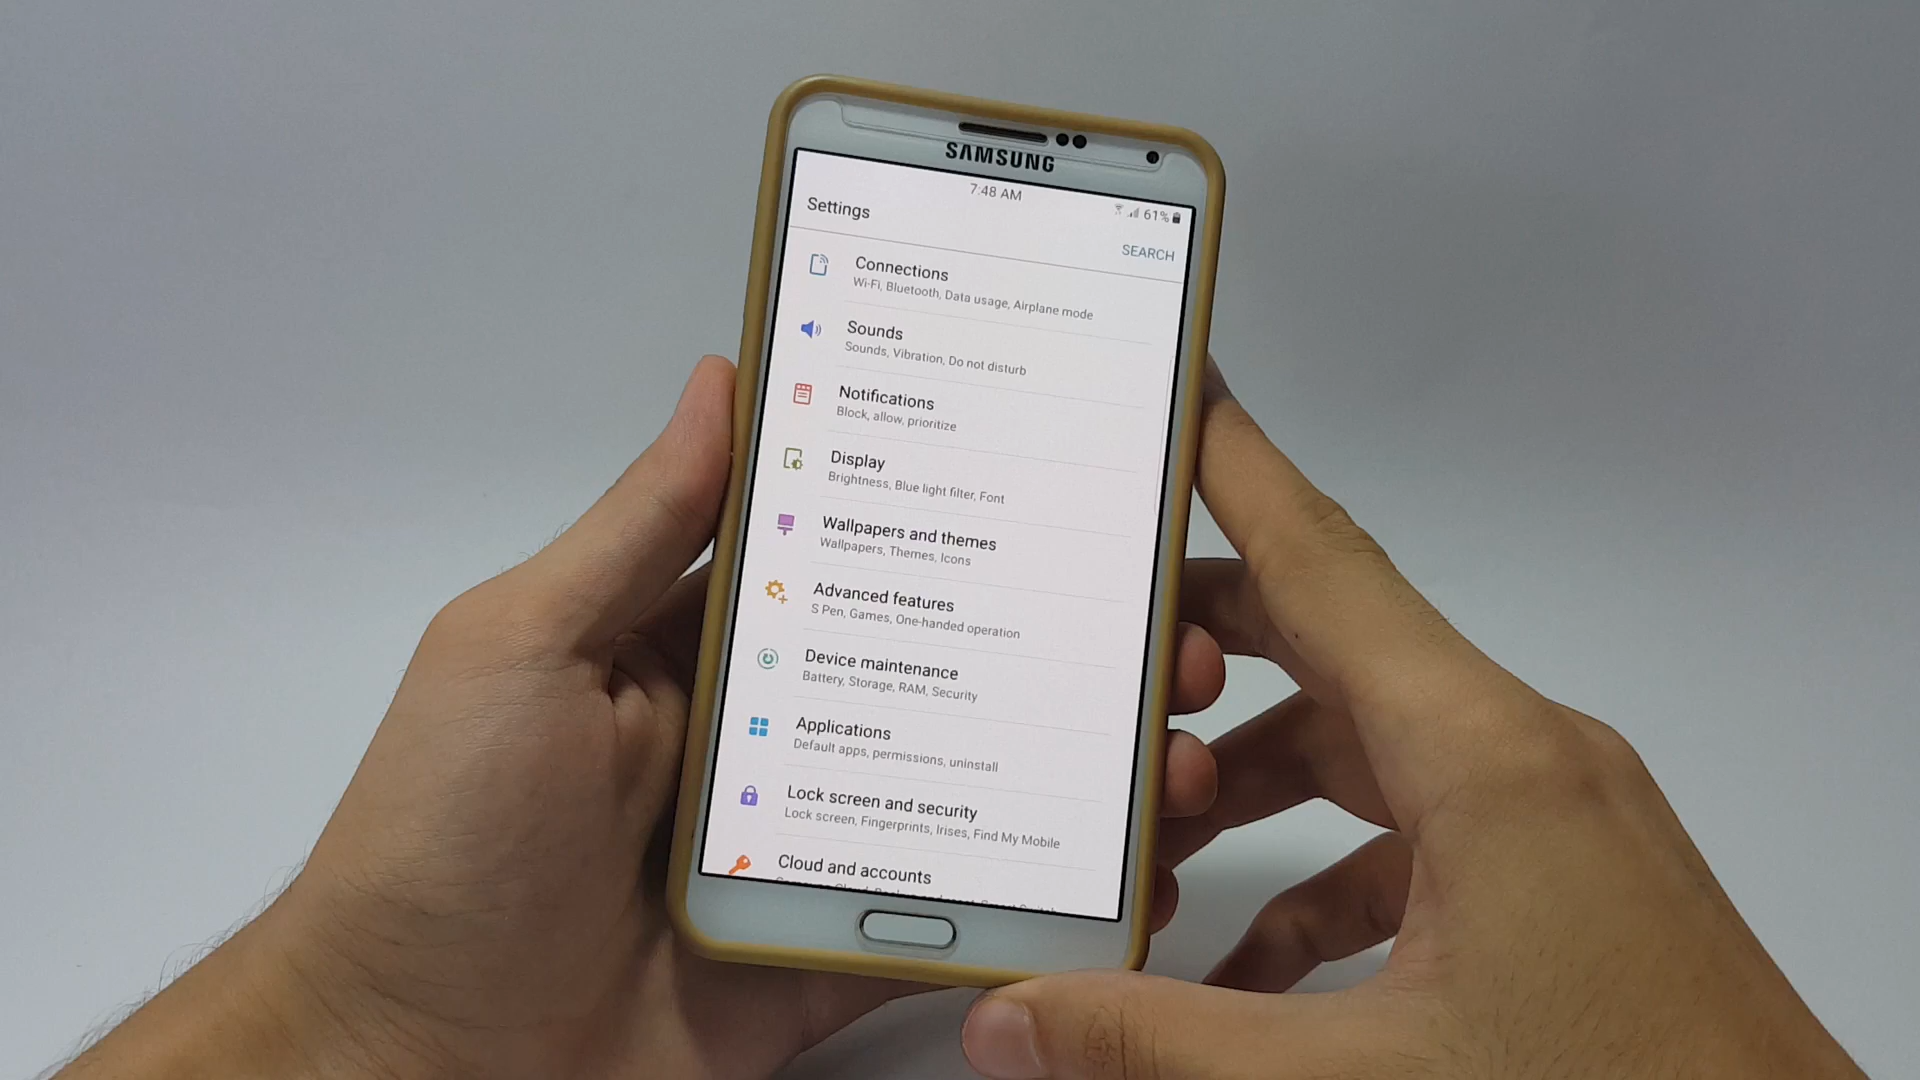 SAMSUNG
7:48 AM
61%
Settings
SEARCH
Connections
Wi-Fi, Bluetooth, Data usage, Airplane mode
Sounds
Sounds, Vibration, Do not disturb
Notifications
Block, allow, prioritize
Display
Brightness, Blue light filter, Font
Wallpapers and themes
Wallpapers, Themes, Icons
Advanced features
S Pen, Games, One-handed operation
Device maintenance
Battery, Storage, RAM, Security
Applications
Default apps, permissions, uninstall
Lock screen and security
Lock screen, Fingerprints, Irises, Find My Mobile
Cloud and accounts